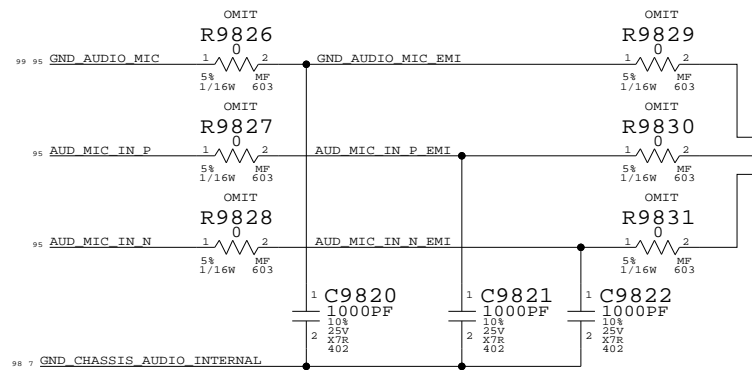 OMIT
R9826
0
99 95 GND_AUDIO_MIC 1 2 GND_AUDIO_MIC_EMI
5% MF
1/16W 603
OMIT
R9829
0
1 2
5% MF
1/16W 603
OMIT
R9827
0
95 AUD_MIC_IN_P 1 2 AUD_MIC_IN_P_EMI
5% MF
1/16W 603
OMIT
R9830
0
1 2
5% MF
1/16W 603
OMIT
R9828
0
95 AUD_MIC_IN_N 1 2 AUD_MIC_IN_N_EMI
5% MF
1/16W 603
OMIT
R9831
0
1 2
5% MF
1/16W 603
1 C9820
1000PF
10%
2 25V
X7R
402
1 C9821
1000PF
10%
2 25V
X7R
402
1 C9822
1000PF
10%
2 25V
X7R
402
98 7 GND_CHASSIS_AUDIO_INTERNAL